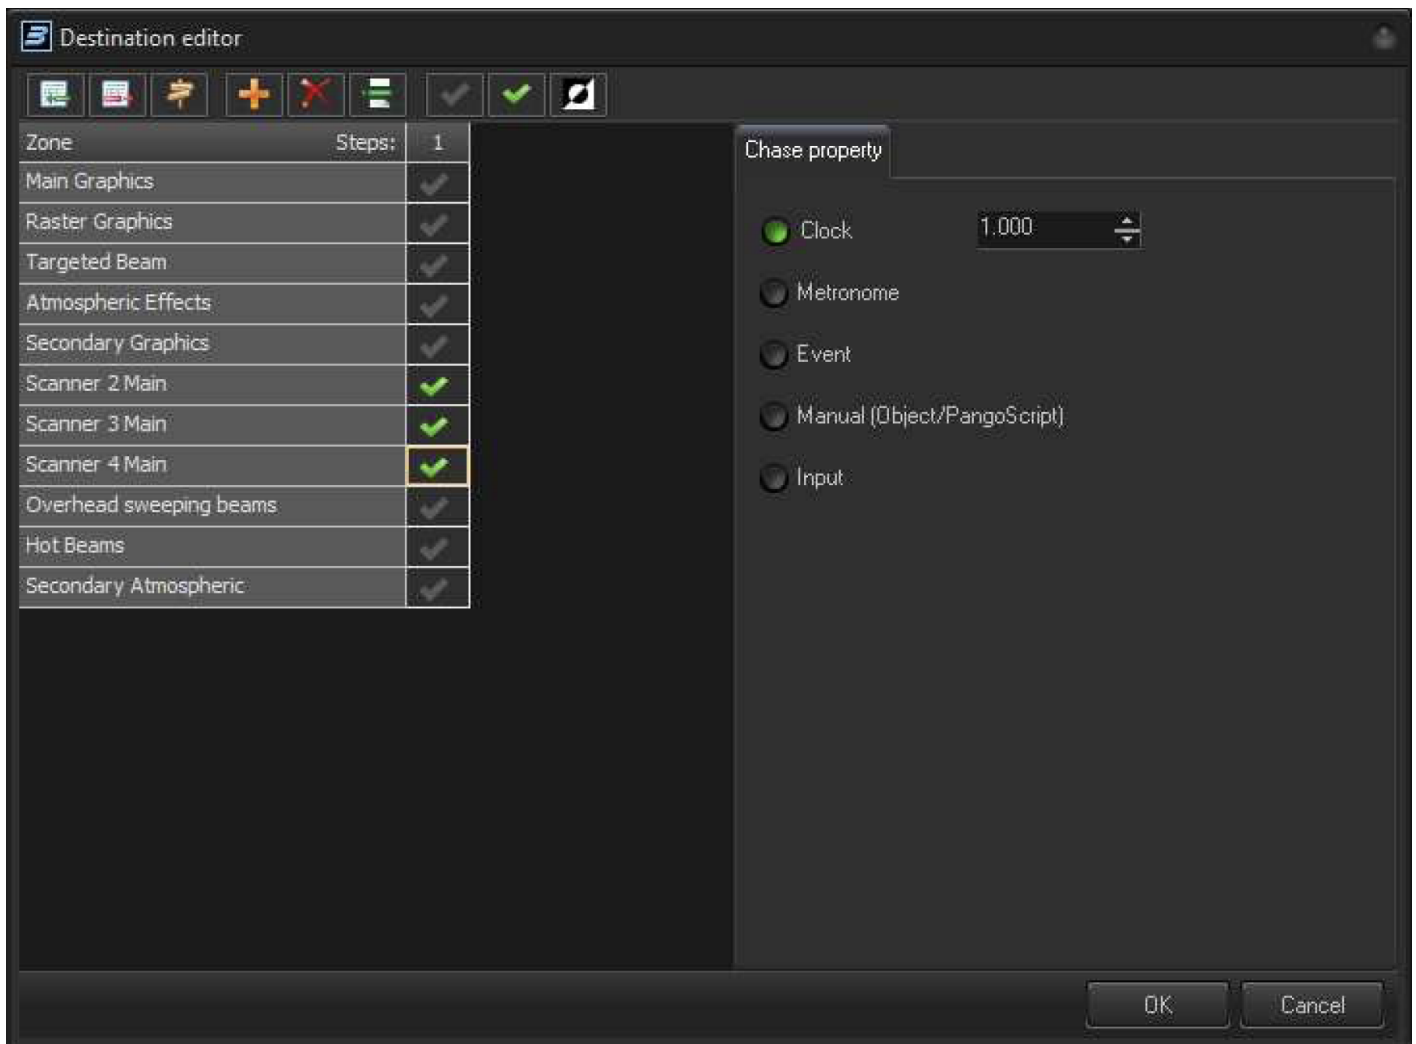 Destination editor
Zone Steps: 1
Chase property
Main Graphics
Raster Graphics
Clock 1.000
Targeted Beam
Metronome
Atmospheric Effects
Secondary Graphics
Event
Scanner 2 Main
Scanner 3 Main
Manual (Object/PangoScript)
Scanner 4 Main
Input
Overhead sweeping beams
Hot Beams
Secondary Atmospheric
OK Cancel